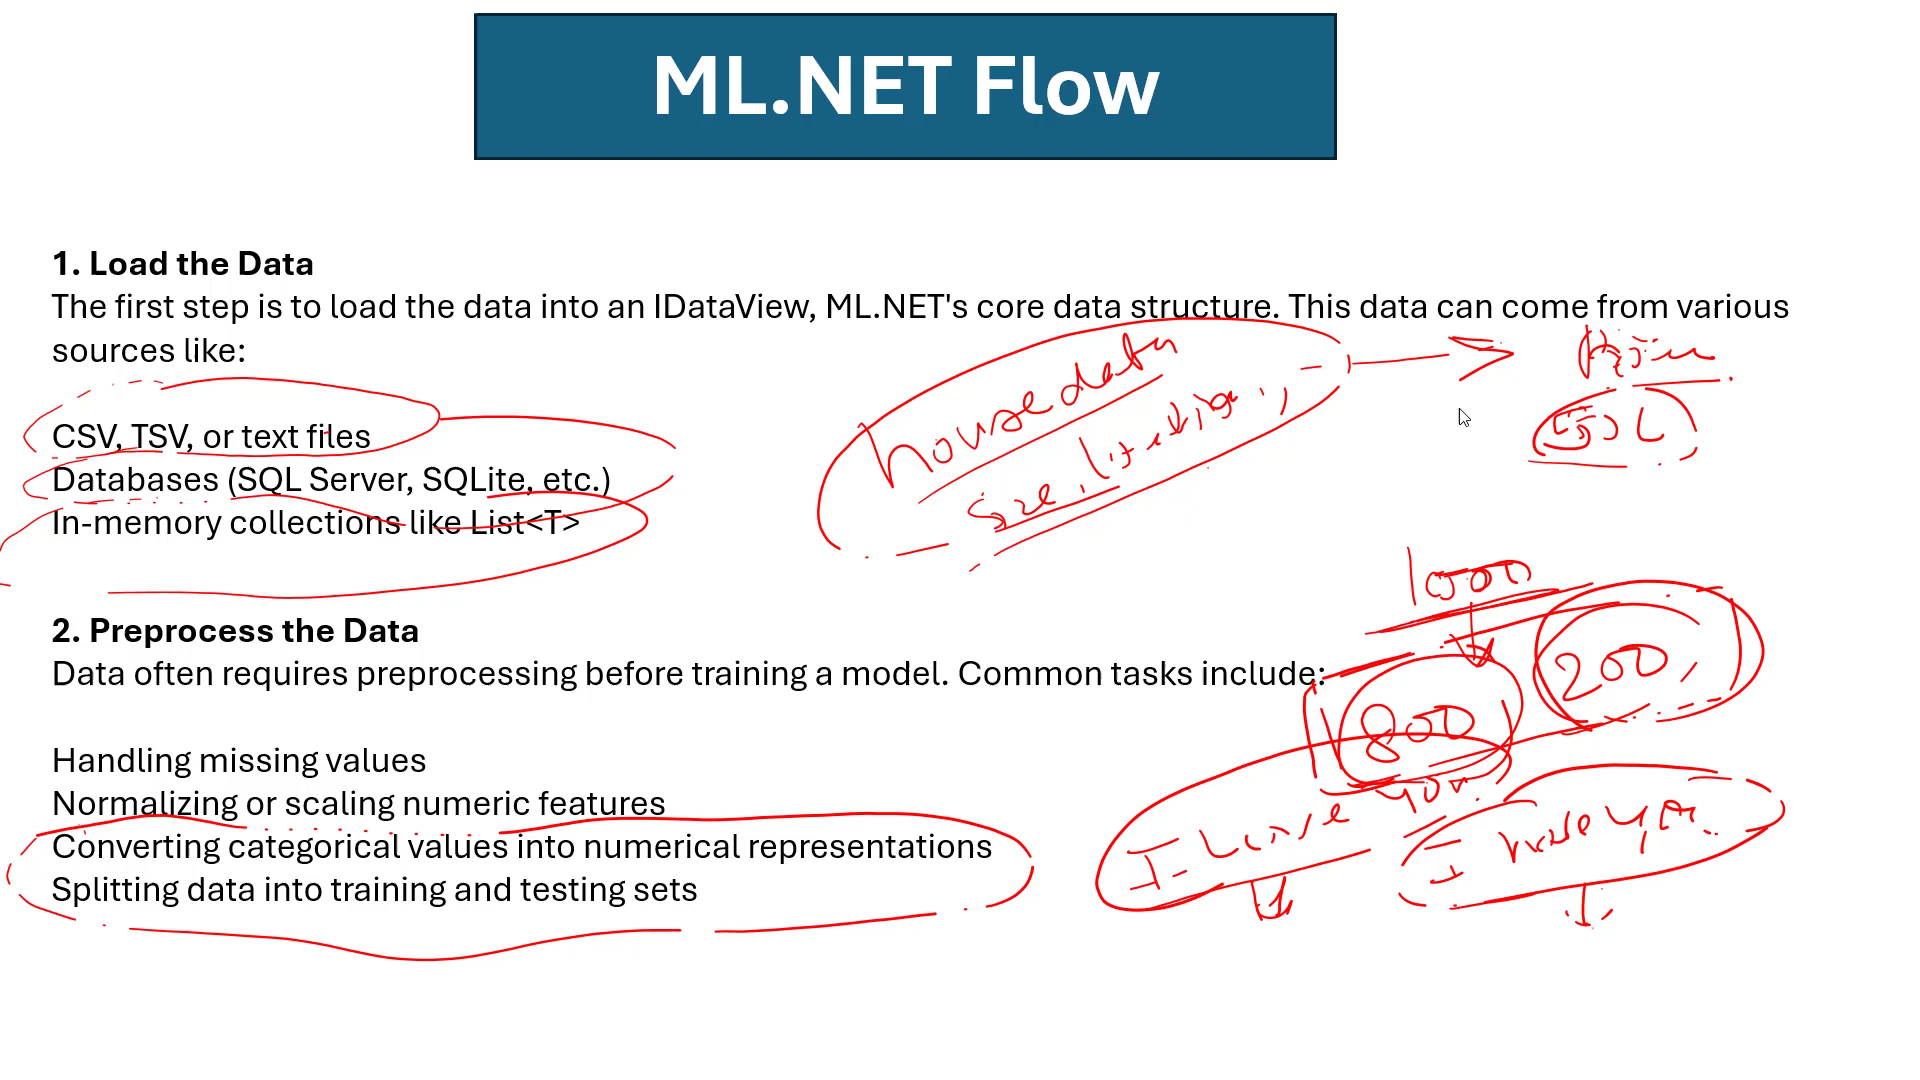 ML.NET Flow
1. Load the Data
The first step is to load the data into an IDataView, ML.NET's core data structure. This data can come from various
sources like:
CSV, TSV, or text files
Databases (SQL Server, SQLite, etc.)
In-memory collections like List<T>
house data
size,
1000
2. Preprocess the Data
Data often requires preprocessing before training a model. Common tasks include:
200,
800
Handling missing values
Normalizing or scaling numeric features
Converting categorical values into numerical representations
Splitting data into training and testing sets